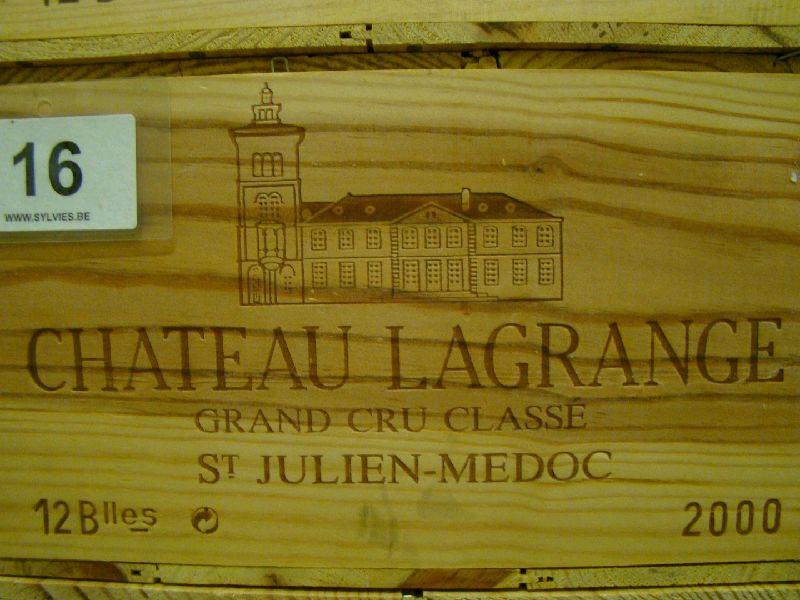 16
WWW.SYLVIES.BE
CHATEAU LAGRANGE
GRAND CRU CLASSÉ
ST JULIEN-MEDOC
12 Blles 2000